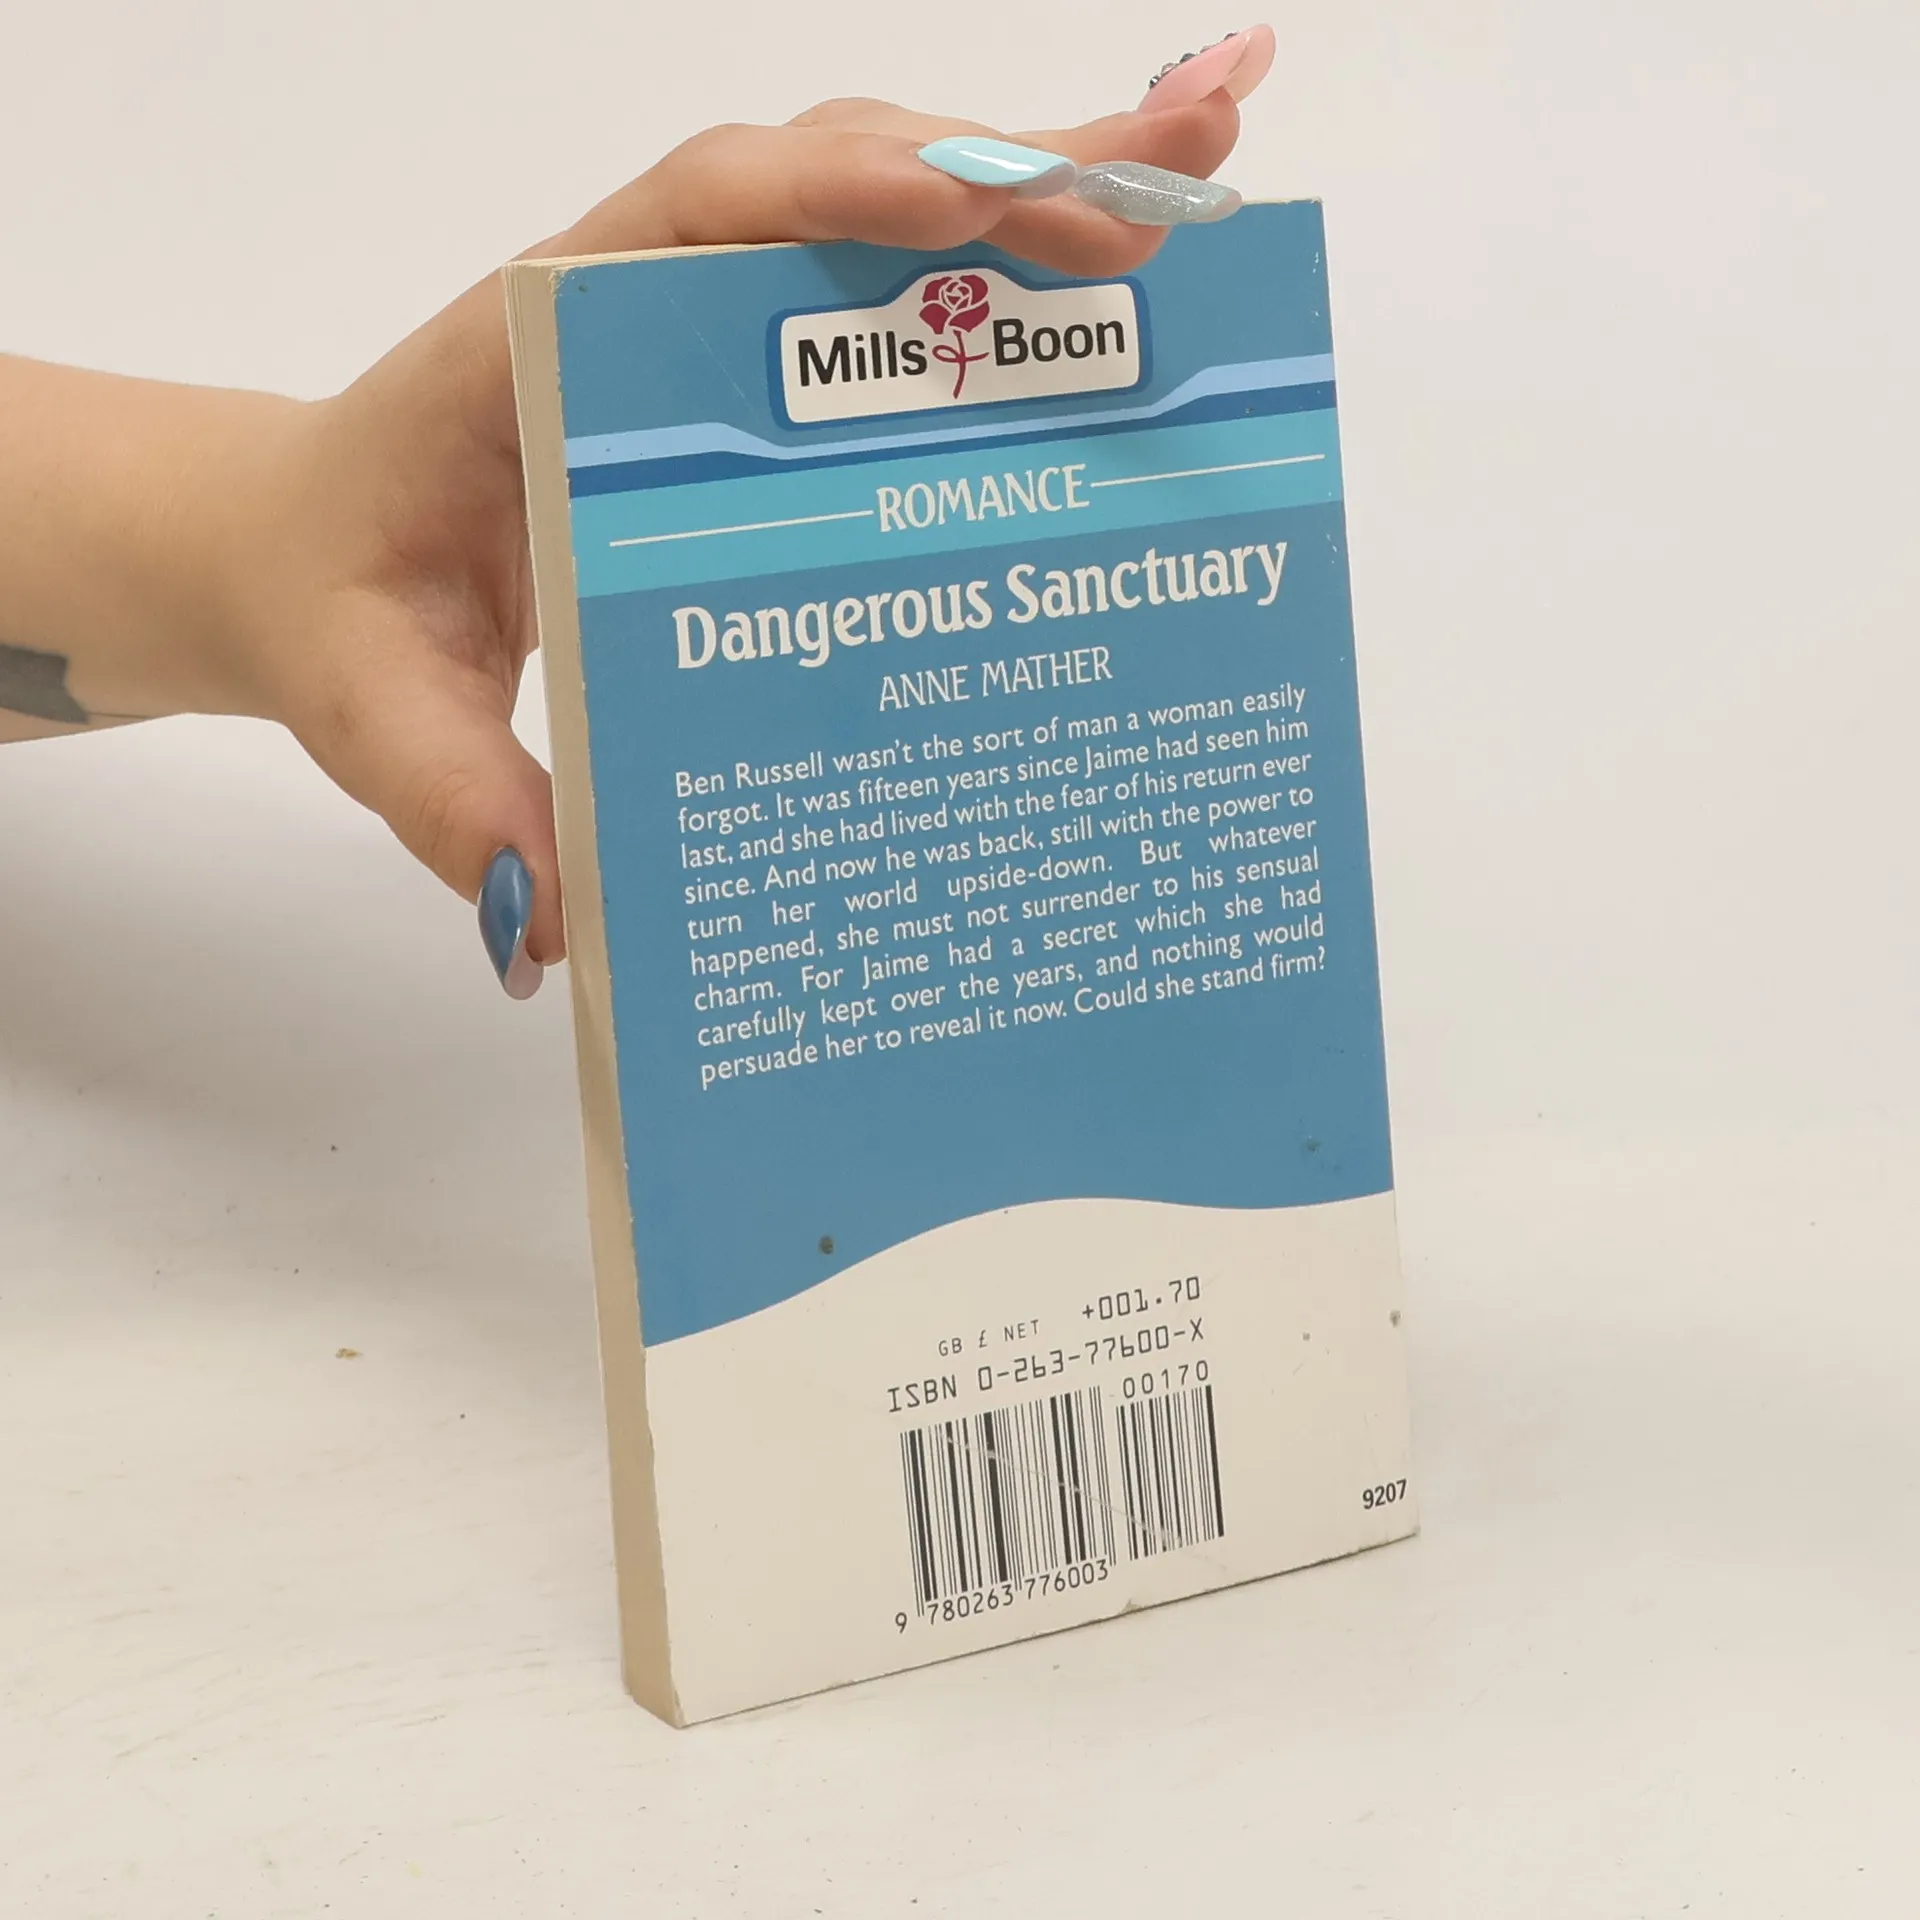 Mills & Boon
ROMANCE
Dangerous Sanctuary
ANNE MATHER
Ben Russell wasn't the sort of man a woman easily
forgot. It was fifteen years since Jaime had seen him
last, and she had lived with the fear of his return ever
since. And now he was back, still with the power to
turn her world upside-down. But whatever
happened, she must not surrender to his sensual
charm. For Jaime had a secret which she had
carefully kept over the years, and nothing would
persuade her to reveal it now. Could she stand firm?
GB £ NET +001.70
ISBN 0-263-77600-X
00170
9 780263 776003
9207